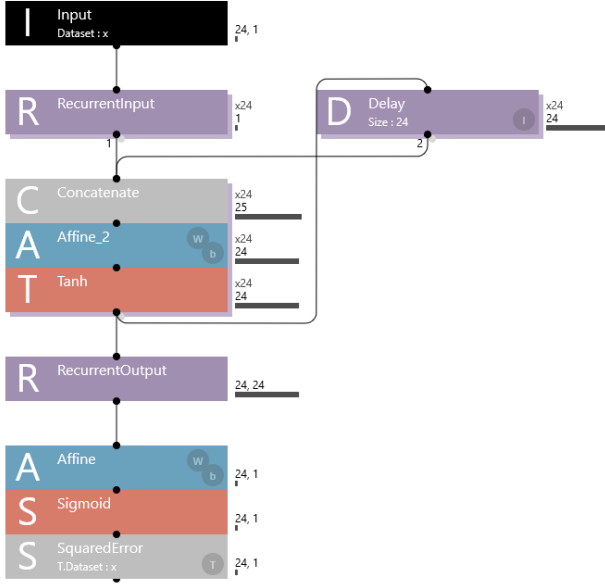 I Input
Dataset : x
24, 1
R RecurrentInput
x24
1
1
D Delay
Size : 24
I
x24
24
2
C Concatenate
x24
25
A Affine_2
W
b
x24
24
T Tanh
x24
24
R RecurrentOutput
24, 24
A Affine
W
b
24, 1
S Sigmoid
24, 1
S SquaredError
T.Dataset : x
T
24, 1